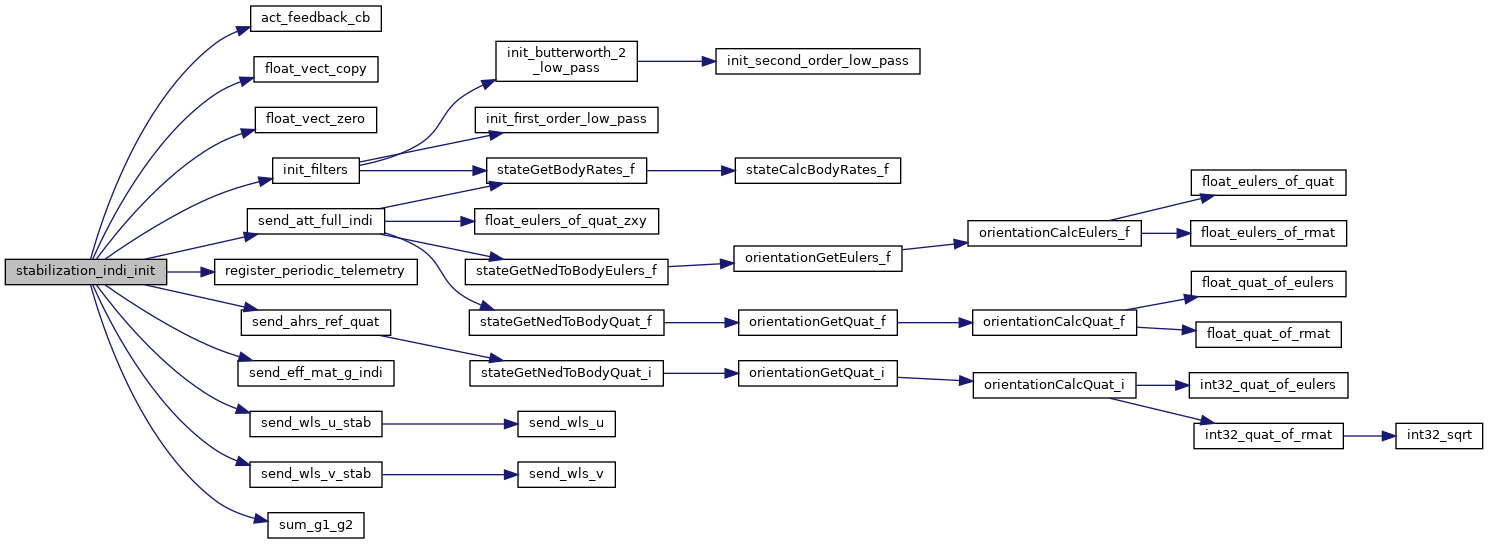 stabilization_indi_init
act_feedback_cb
float_vect_copy
float_vect_zero
init_filters
send_att_full_indi
register_periodic_telemetry
send_ahrs_ref_quat
send_eff_mat_g_indi
send_wls_u_stab
send_wls_v_stab
sum_g1_g2
init_butterworth_2
_low_pass
init_first_order_low_pass
stateGetBodyRates_f
float_eulers_of_quat_zxy
stateGetNedToBodyEulers_f
stateGetNedToBodyQuat_f
stateGetNedToBodyQuat_i
send_wls_u
send_wls_v
init_second_order_low_pass
stateCalcBodyRates_f
orientationGetEulers_f
orientationGetQuat_f
orientationGetQuat_i
orientationCalcEulers_f
orientationCalcQuat_f
orientationCalcQuat_i
float_eulers_of_quat
float_eulers_of_rmat
float_quat_of_eulers
float_quat_of_rmat
int32_quat_of_eulers
int32_quat_of_rmat
int32_sqrt